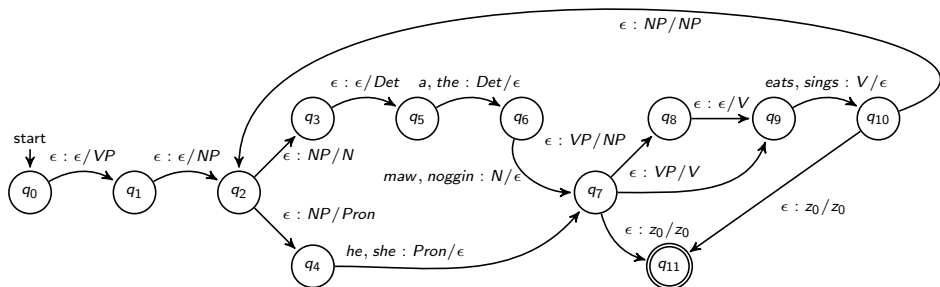 ϵ : NP/NP
ϵ : ϵ/Det
a, the : Det/ϵ
eats, sings : V/ϵ
start
q3
q5
q6
q8
ϵ : ϵ/V
q9
q10
ϵ : ϵ/VP
ϵ : ϵ/NP
ϵ : NP/N
ϵ : VP/NP
maw, noggin : N/ϵ
ϵ : VP/V
q0
q1
q2
q7
ϵ : NP/Pron
ϵ : z0/z0
ϵ : z0/z0
he, she : Pron/ϵ
q4
q11